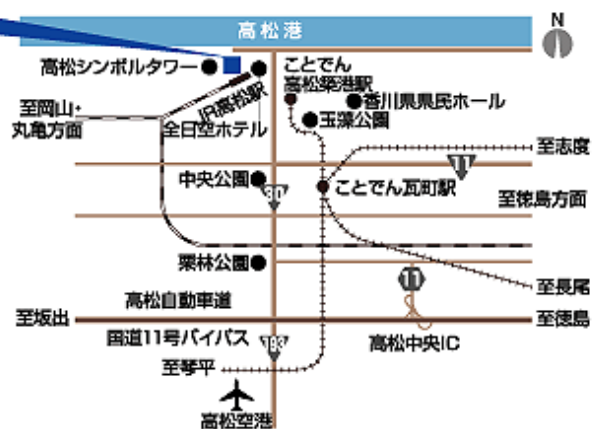 高松港
N
高松シンボルタワー
ことでん
高松築港駅
JR高松駅
香川県県民ホール
至岡山・
丸亀方面
全日空ホテル
玉藻公園
至志度
11
中央公園
30
ことでん瓦町駅
至徳島方面
栗林公園
11
至長尾
高松自動車道
至坂出
至徳島
国道11号バイパス
193
高松中央IC
至琴平
高松空港